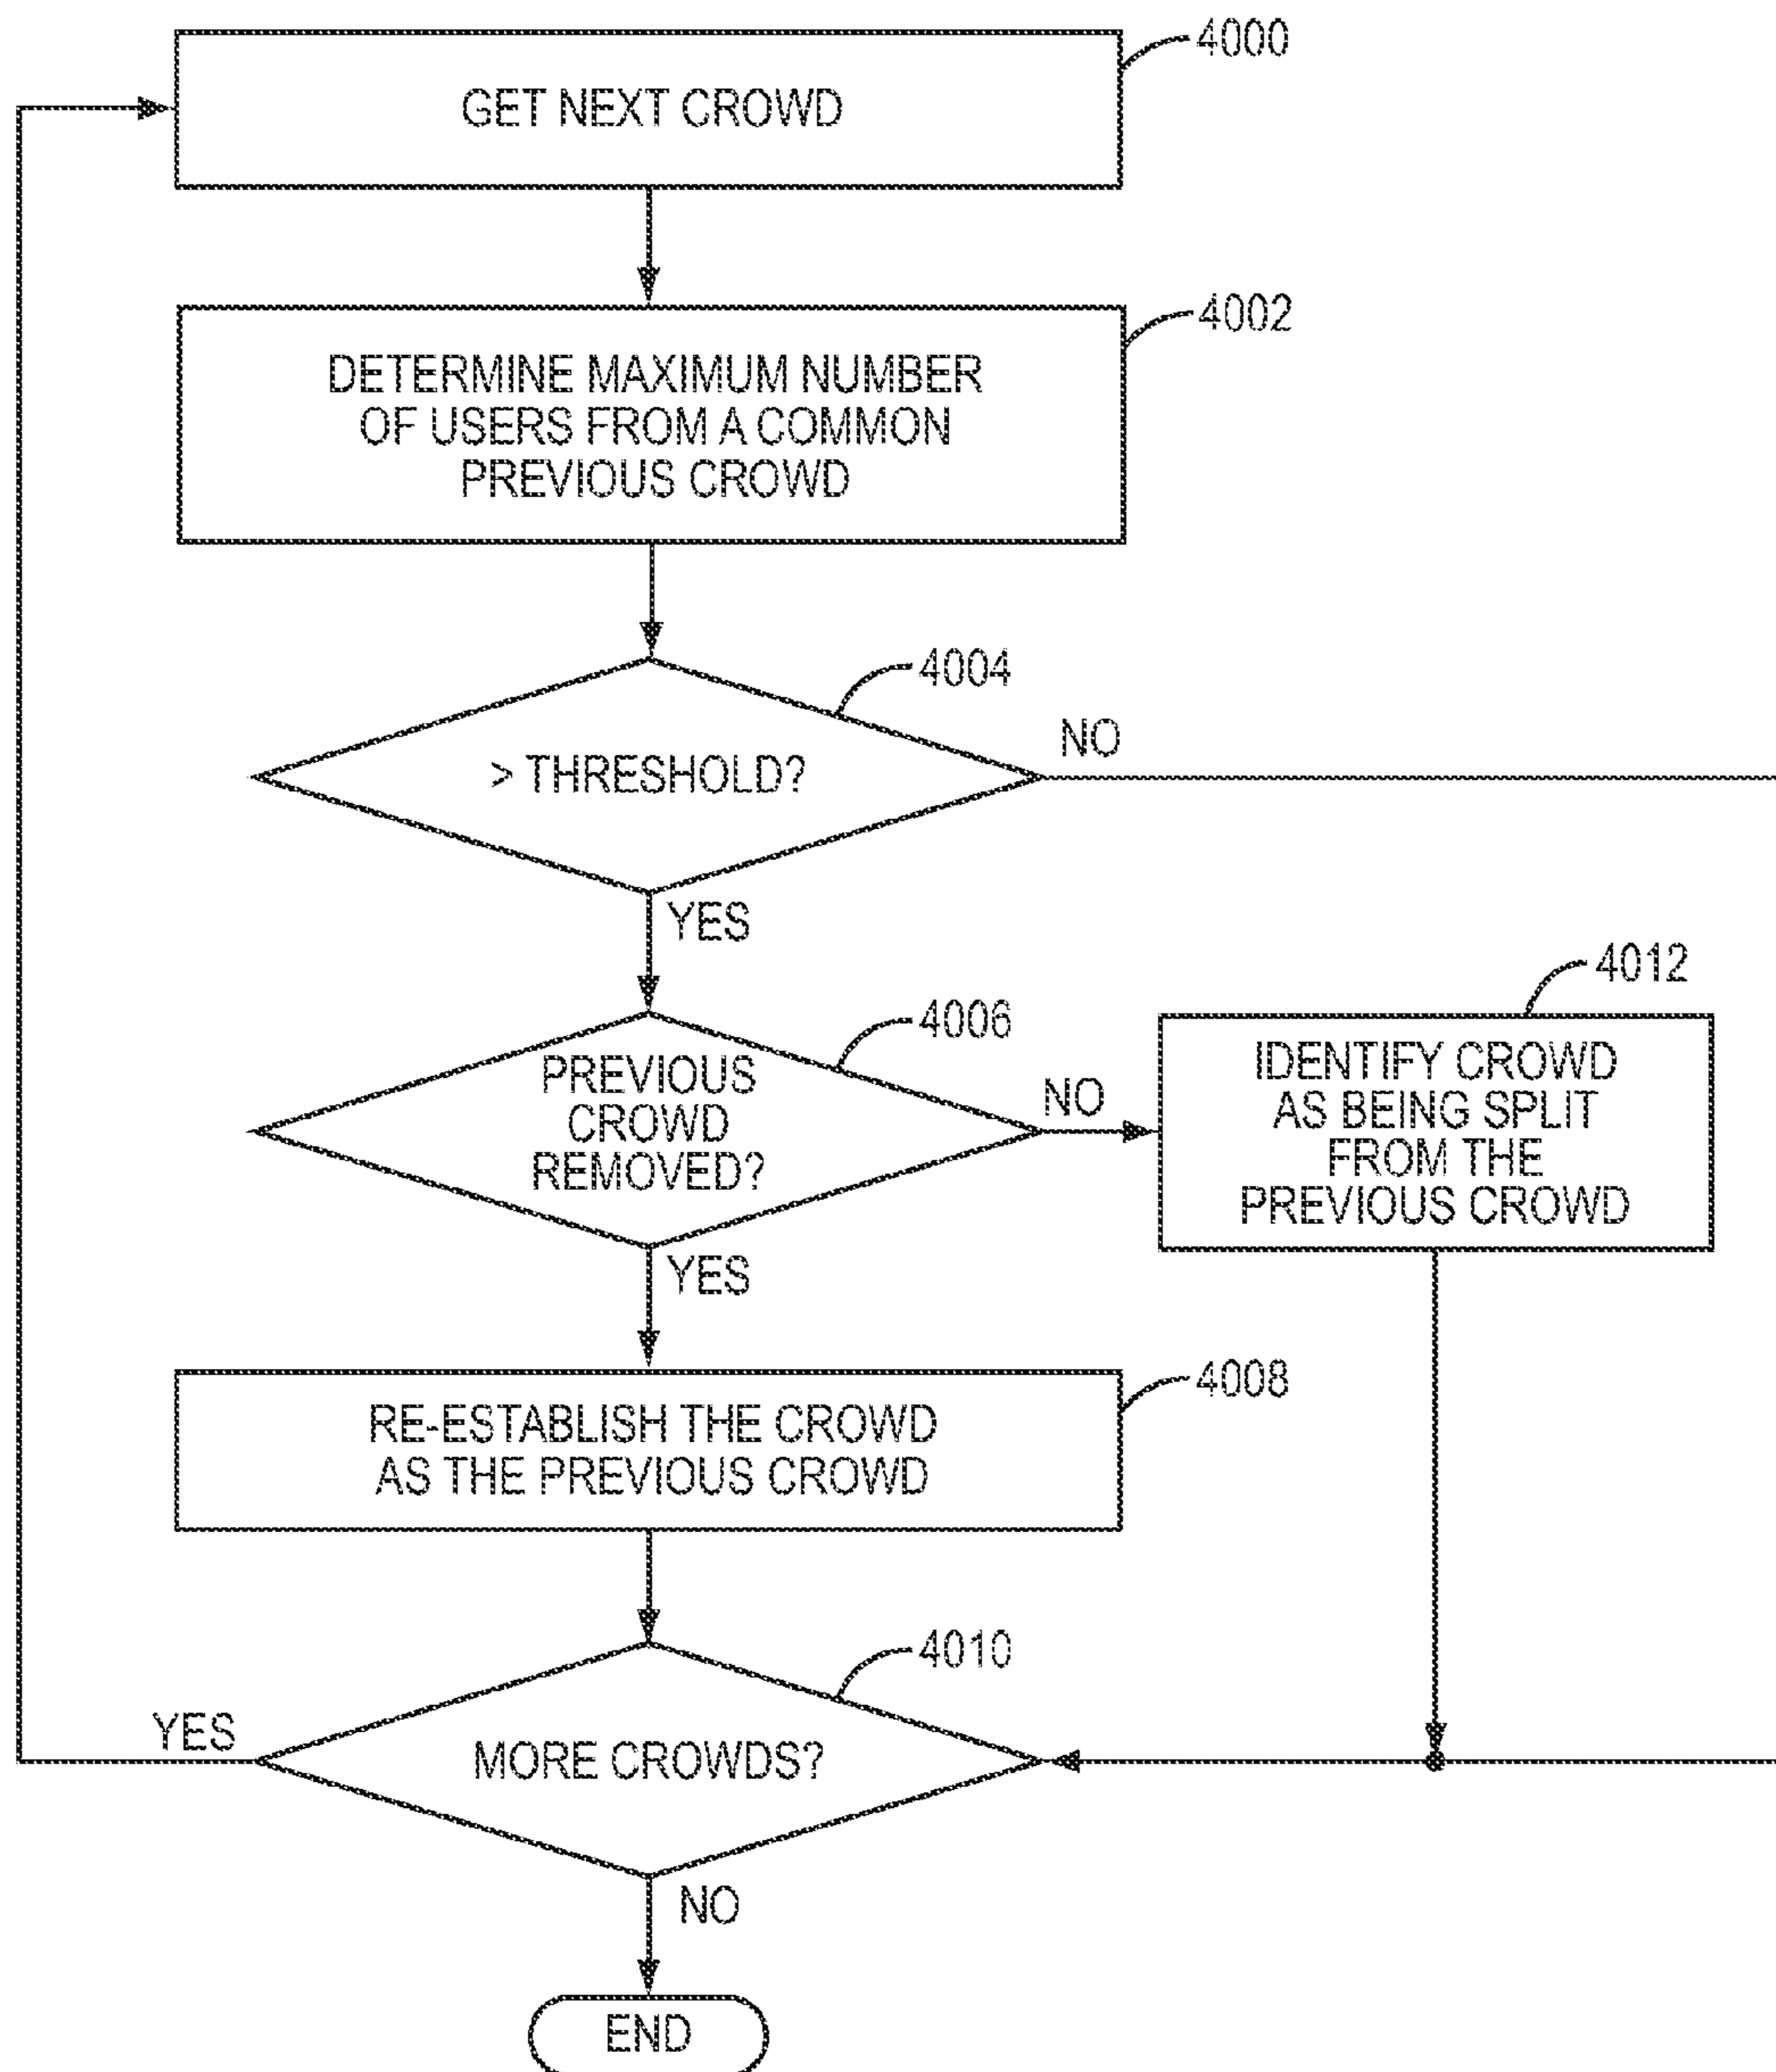 4000
GET NEXT CROWD
4002
DETERMINE MAXIMUM NUMBER
OF USERS FROM A COMMON
PREVIOUS CROWD
4004
> THRESHOLD?
NO
YES
4006
PREVIOUS
CROWD
REMOVED?
NO
4012
IDENTIFY CROWD
AS BEING SPLIT
FROM THE
PREVIOUS CROWD
YES
4008
RE-ESTABLISH THE CROWD
AS THE PREVIOUS CROWD
4010
MORE CROWDS?
YES
NO
END